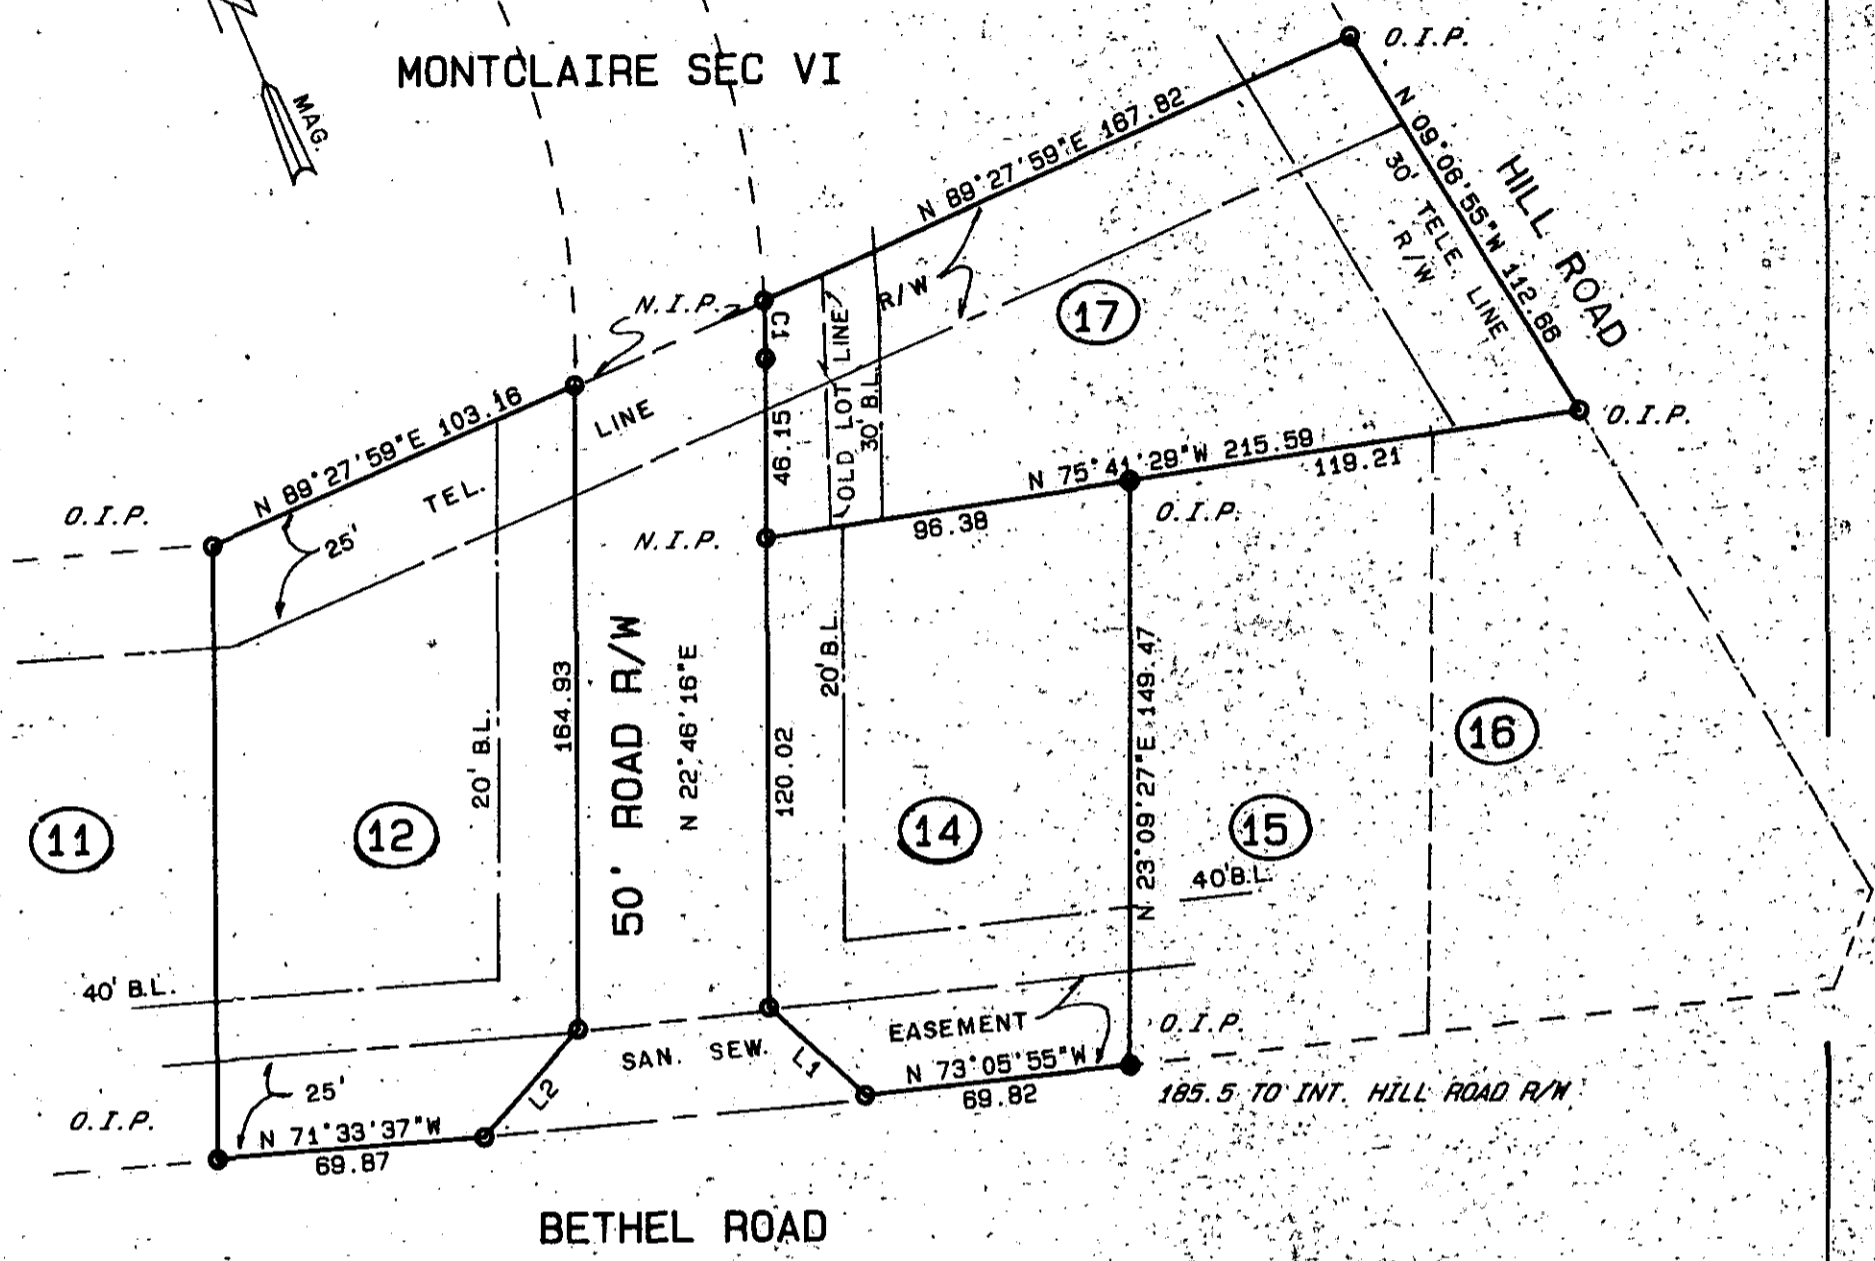 MONTCLAIRE SEC VI
MAG.
O.I.P.
N 89°27'59"E 167.82
N 09°06'55"W 112.66
HILL ROAD
30' TELE. LINE
R/W
N.I.P.
C1
OLD LOT LINE
R/W
30' B.L.
17
N 89°27'59"E 103.16
TEL.
LINE
46.15
O.I.P.
O.I.P.
25'
N.I.P.
N 75°41'29"W 215.59
96.38
119.21
O.I.P.
164.93
50' ROAD R/W
N 22°46'16"E
120.02
20' B.L.
20' B.L.
N 23°09'27"E 149.47
11
12
14
15
16
40' B.L.
40' B.L.
SAN. SEW.
EASEMENT
L1
L2
25'
O.I.P.
O.I.P.
N 73°05'55"W
69.82
185.5 TO INT. HILL ROAD R/W
N 71°33'37"W
69.87
BETHEL ROAD